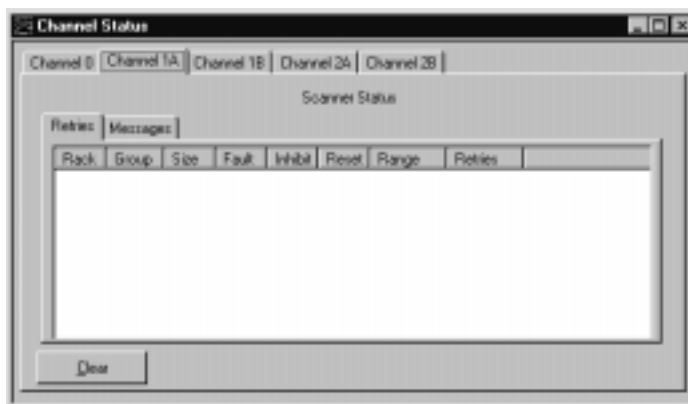 Channel Status
Channel 0 Channel 1A Channel 1B Channel 2A Channel 2B
Scanner Status
Retries Messages
Rack Group Size Fault Inhibit Reset Range Retries
Clear